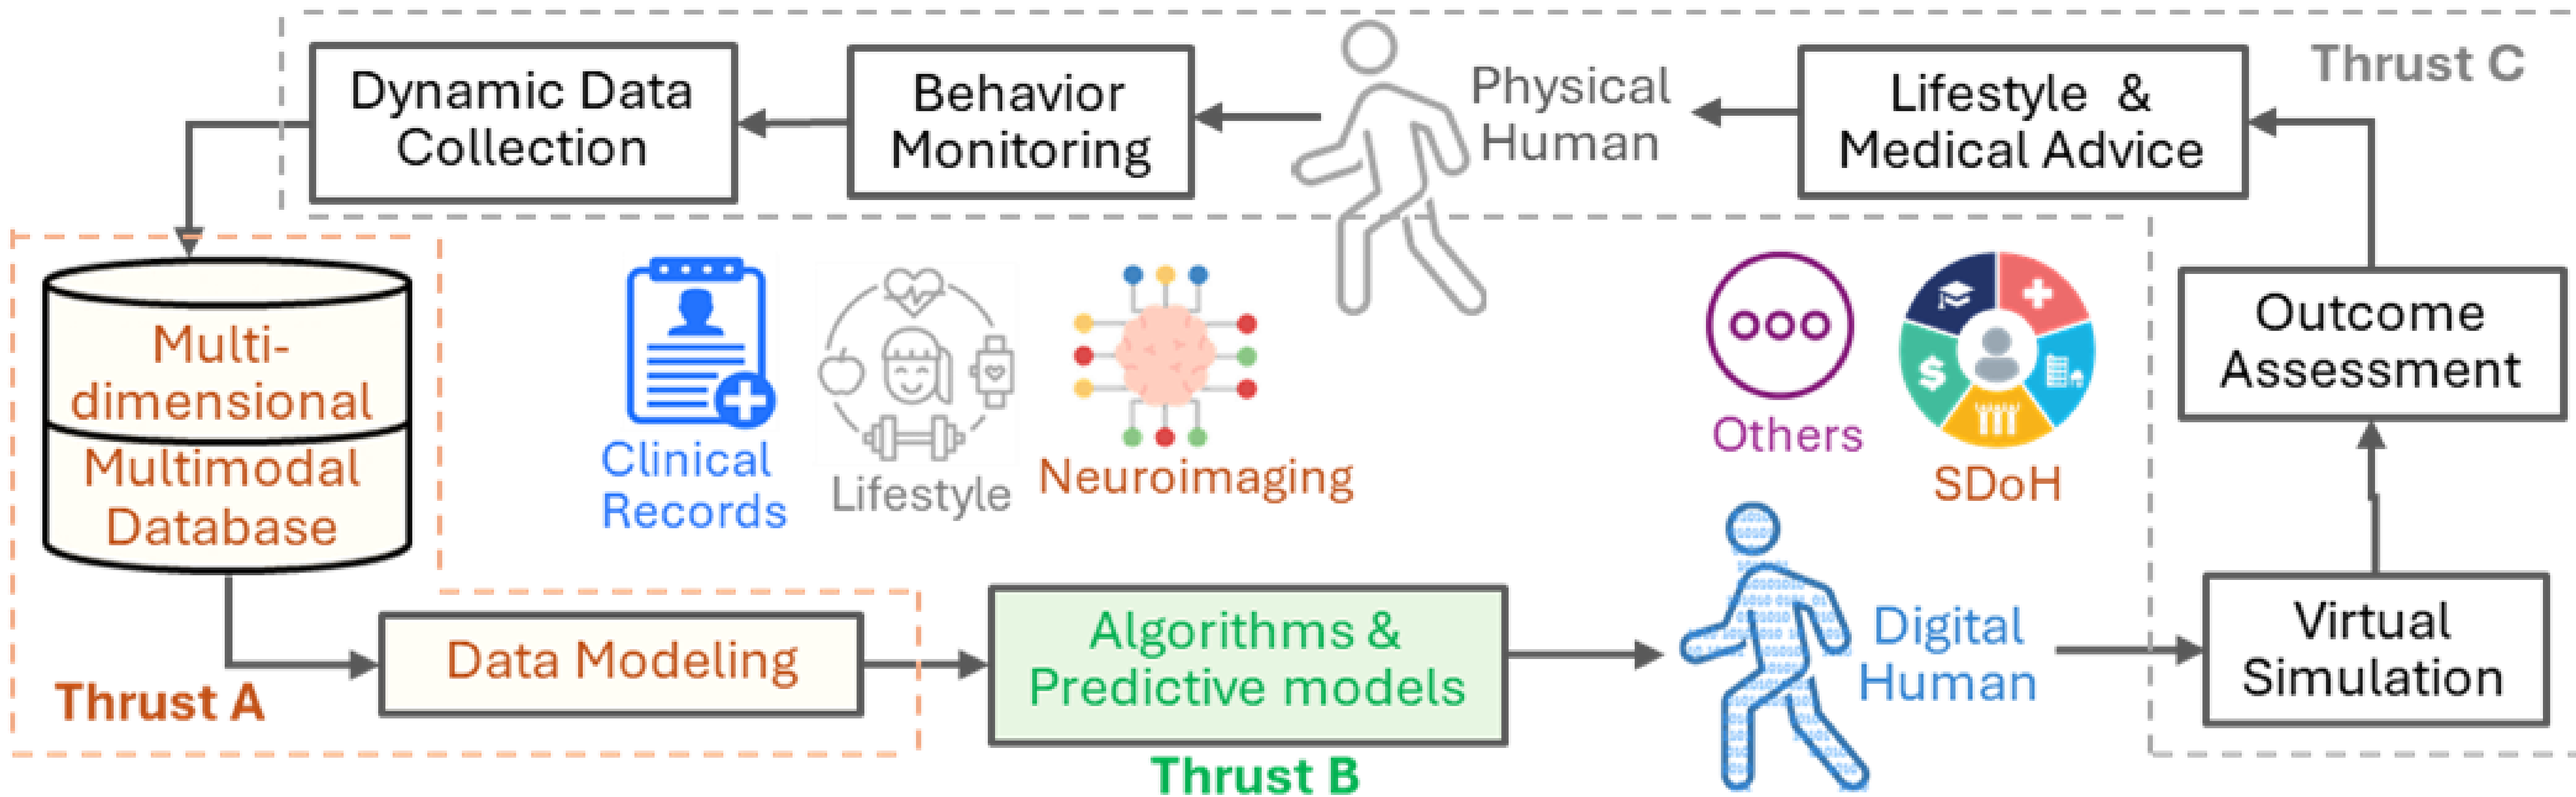 Dynamic Data
Collection
Behavior
Monitoring
Physical
Human
Lifestyle &
Medical Advice
Thrust C
Multi-
dimensional
Multimodal
Database
Clinical
Records
Lifestyle
Neuroimaging
Others
SDoH
Outcome
Assessment
Thrust A
Data Modeling
Algorithms &
Predictive models
Thrust B
Digital
Human
Virtual
Simulation